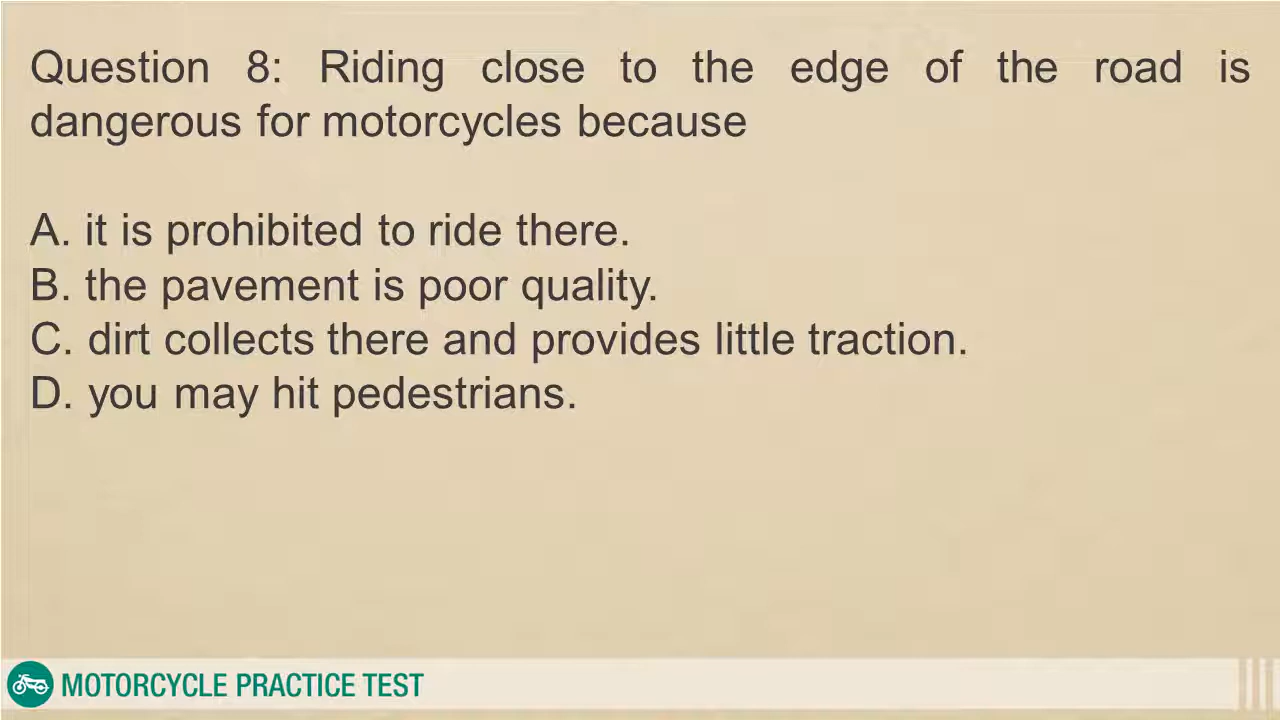 Question 8: Riding close to the edge of the road is
dangerous for motorcycles because
A. it is prohibited to ride there.
B. the pavement is poor quality.
C. dirt collects there and provides little traction.
D. you may hit pedestrians.
MOTORCYCLE PRACTICE TEST